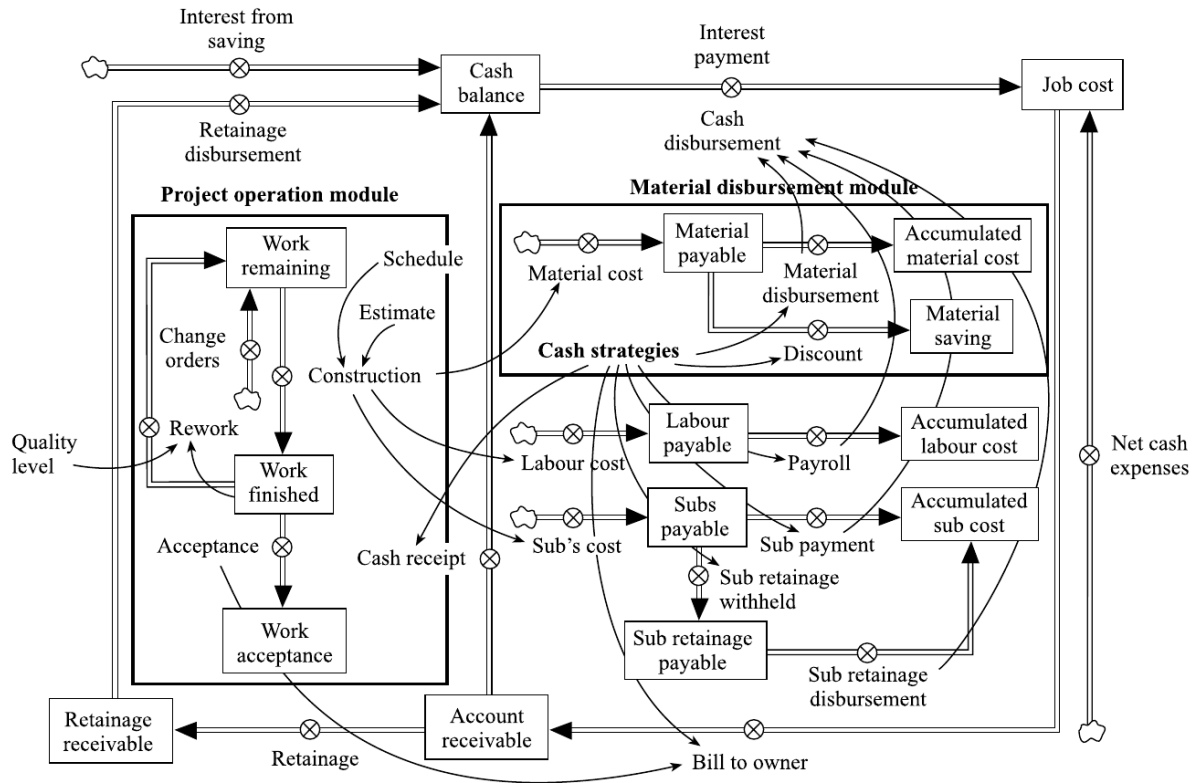 Interest from
saving
Cash
balance
Interest
payment
Job cost
Retainage
disbursement
Cash
disbursement
Project operation module
Material disbursement module
Work
remaining
Schedule
Material cost
Material
payable
Material
disbursement
Accumulated
material cost
Change
orders
Estimate
Construction
Cash strategies
Discount
Material
saving
Quality
level
Rework
Work
finished
Labour cost
Labour
payable
Payroll
Accumulated
labour cost
Net cash
expenses
Acceptance
Cash receipt
Sub's cost
Subs
payable
Sub payment
Accumulated
sub cost
Sub retainage
withheld
Work
acceptance
Sub retainage
payable
Sub retainage
disbursement
Retainage
receivable
Retainage
Account
receivable
Bill to owner